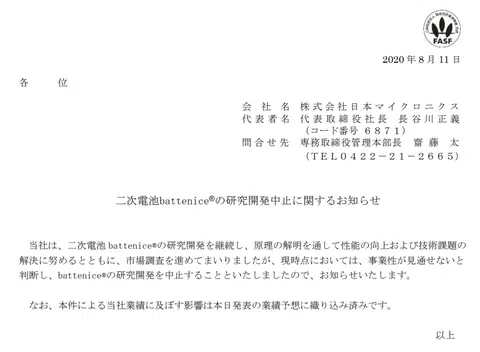 FASF
2020年8月11日
各　　位
会社名　株式会社日本マイクロニクス
代表者名　代表取締役社長　長谷川正義
（コード番号　6871）
問合せ先　専務取締役管理本部長　齋藤　太
（TEL0422－21－2665）
二次電池battenice®の研究開発中止に関するお知らせ
当社は、二次電池 battenice®の研究開発を継続し、原理の解明を通して性能の向上および技術課題の
解決に努めるとともに、市場調査を進めてまいりましたが、現時点においては、事業性が見通せないと
判断し、battenice®の研究開発を中止することといたしましたので、お知らせいたします。
なお、本件による当社業績に及ぼす影響は本日発表の業績予想に織り込み済みです。
以上